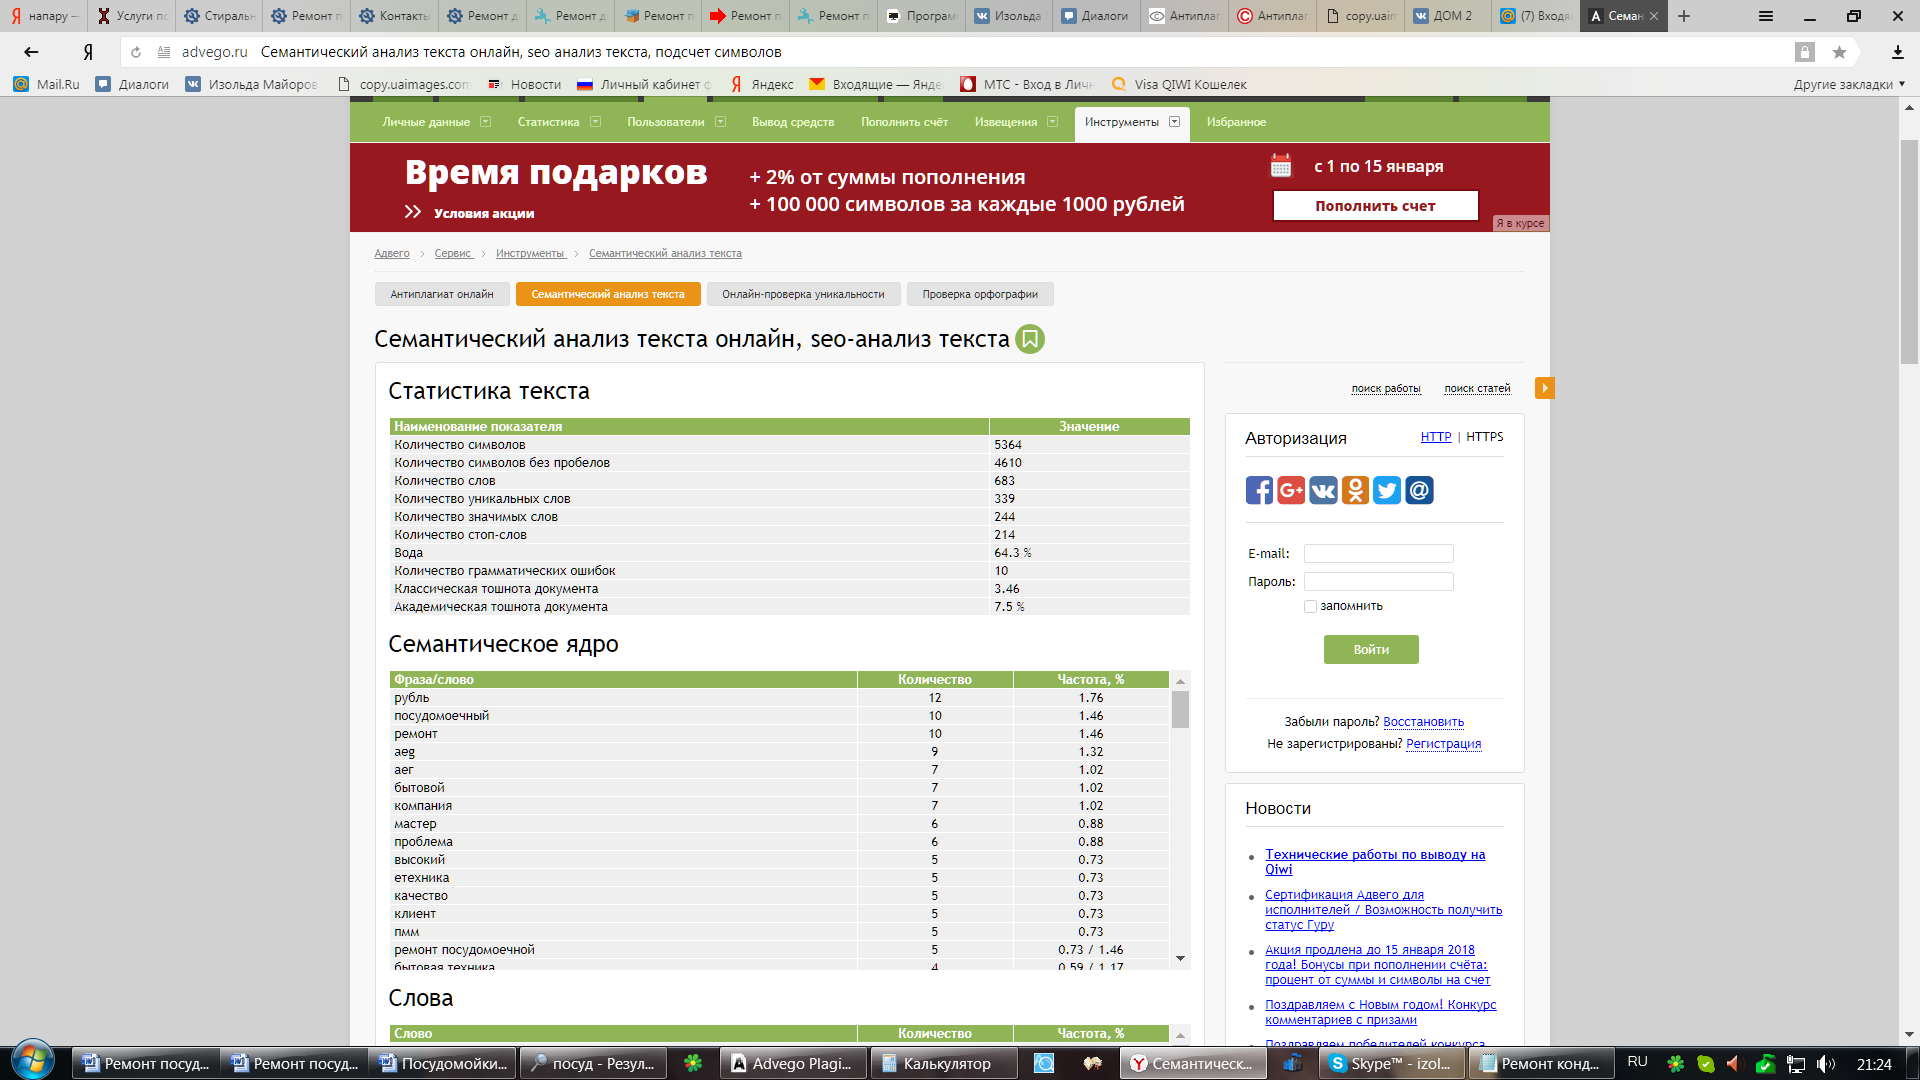 напару —
Услуги по
Стираль
Ремонт п
Контакты
Ремонт д
Ремонт д
Ремонт п
Ремонт п
Ремонт п
Програм
Изольда
Диалоги
Антиплаг
Антиплаг
copy.uaim
ДОМ 2
(7) Входя
Семан
advego.ru Семантический анализ текста онлайн, seo анализ текста, подсчет символов
Mail.Ru Диалоги Изольда Майоров copy.uaimages.com Новости Личный кабинет ф Яндекс Входящие — Янде МТС - Вход в Личн Visa QIWI Кошелек Другие закладки
Личные данные Статистика Пользователи Вывод средств Пополнить счёт Извещения Инструменты Избранное
Время подарков
Условия акции
+ 2% от суммы пополнения
+ 100 000 символов за каждые 1000 рублей
с 1 по 15 января
Пополнить счет
Я в курсе
Адвего Сервис Инструменты Семантический анализ текста
Антиплагиат онлайн Семантический анализ текста Онлайн-проверка уникальности Проверка орфографии
Семантический анализ текста онлайн, seo-анализ текста
Статистика текста
Наименование показателя Значение
Количество символов 5364
Количество символов без пробелов 4610
Количество слов 683
Количество уникальных слов 339
Количество значимых слов 244
Количество стоп-слов 214
Вода 64.3 %
Количество грамматических ошибок 10
Классическая тошнота документа 3.46
Академическая тошнота документа 7.5 %
Семантическое ядро
Фраза/слово Количество Частота, %
рубль 12 1.76
посудомоечный 10 1.46
ремонт 10 1.46
aeg 9 1.32
аег 7 1.02
бытовой 7 1.02
компания 7 1.02
мастер 6 0.88
проблема 6 0.88
высокий 5 0.73
етехника 5 0.73
качество 5 0.73
клиент 5 0.73
пмм 5 0.73
ремонт посудомоечной 5 0.73 / 1.46
бытовая техника 4 0.59 / 1.17
Слова
Слово Количество Частота, %
поиск работы поиск статей
Авторизация HTTP | HTTPS
E-mail:
Пароль:
запомнить
Войти
Забыли пароль? Восстановить
Не зарегистрированы? Регистрация
Новости
Технические работы по выводу на
Qiwi
Сертификация Адвего для
исполнителей / Возможность получить
статус Гуру
Акция продлена до 15 января 2018
года! Бонусы при пополнении счёта:
процент от суммы и символы на счет
Поздравляем с Новым годом! Конкурс
комментариев с призами
Поздравляем победителей конкурса
Ремонт посуд... Ремонт посуд... Посудомойки... посуд - Резул... Advego Plagi... Калькулятор Семантическ... Skype™ - izol... Ремонт конд... RU 21:24